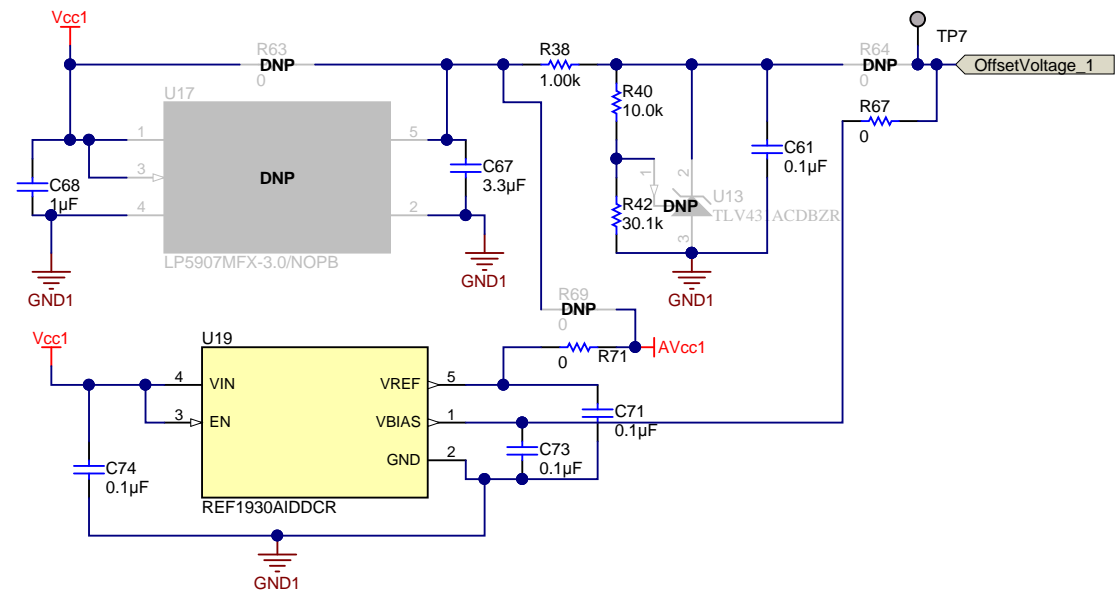 Vcc1
R63
DNP
0
R38
1.00k
R64
DNP
0
TP7
OffsetVoltage_1
U17
1
3
4
5
2
DNP
LP5907MFX-3.0/NOPB
C68
1µF
GND1
C67
3.3µF
GND1
R40
10.0k
R42
30.1k
1
2
3
DNP
U13
TLV431ACDBZR
C61
0.1µF
GND1
R67
0
R69
DNP
0
R71
0
AVcc1
Vcc1
U19
4 VIN
3 EN
VREF 5
VBIAS 1
GND 2
REF1930AIDDCR
C74
0.1µF
C73
0.1µF
C71
0.1µF
GND1